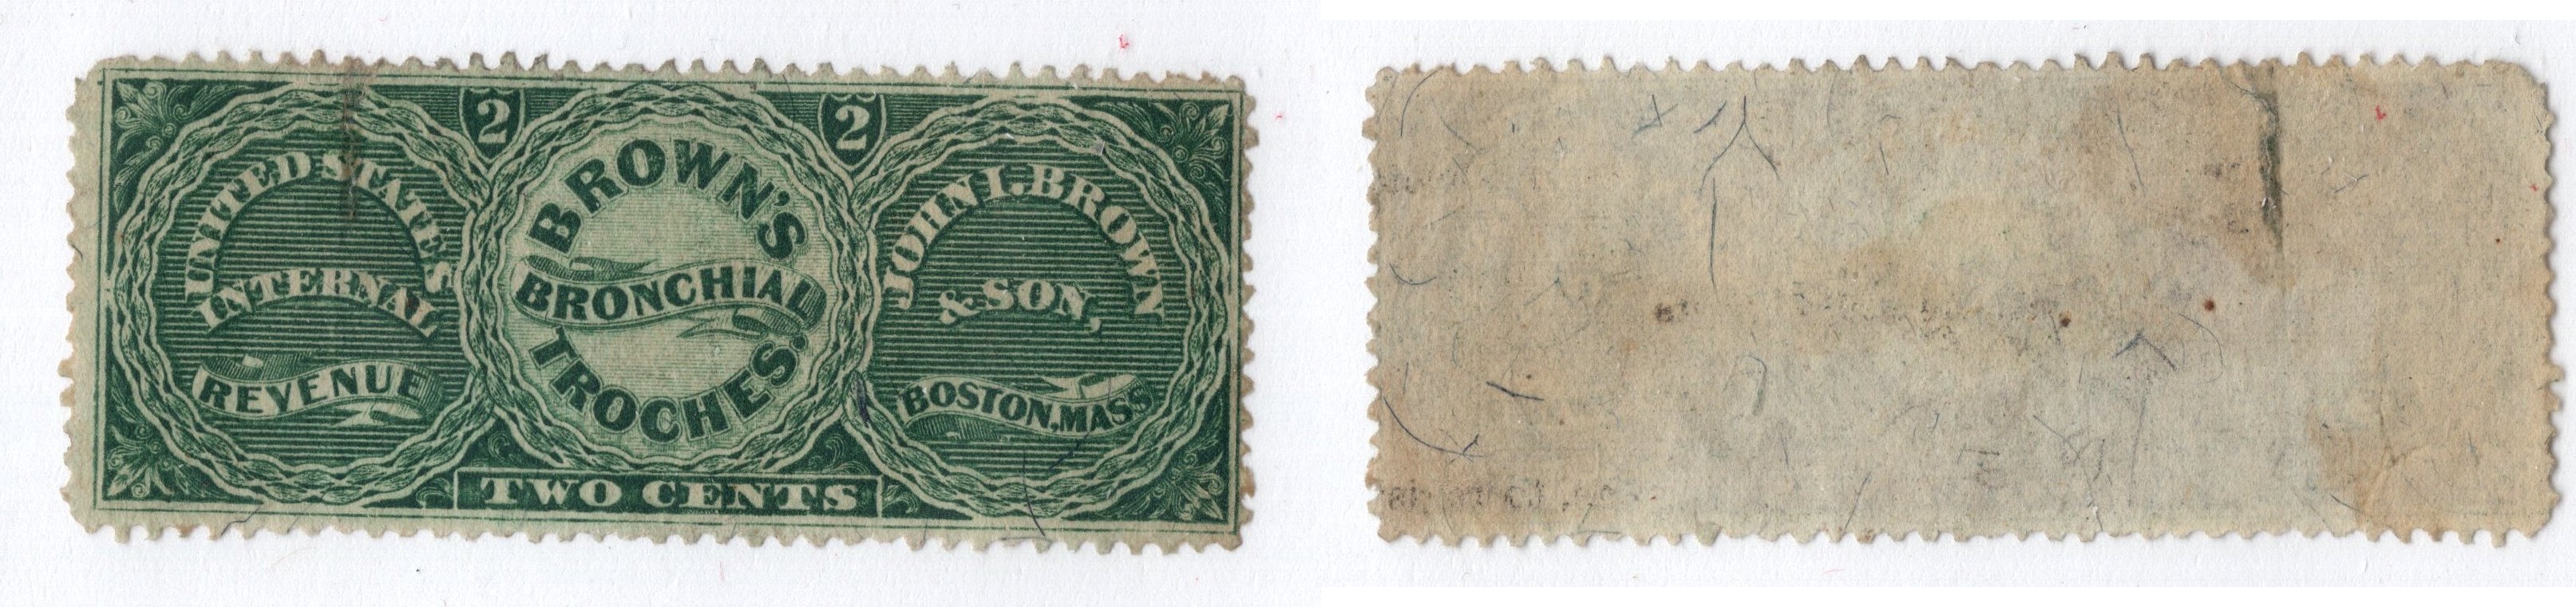 2 2
UNITED STATES
INTERNAL
REVENUE
BROWN'S
BRONCHIAL
TROCHES.
JOHN I. BROWN
& SON,
BOSTON, MASS
TWO CENTS